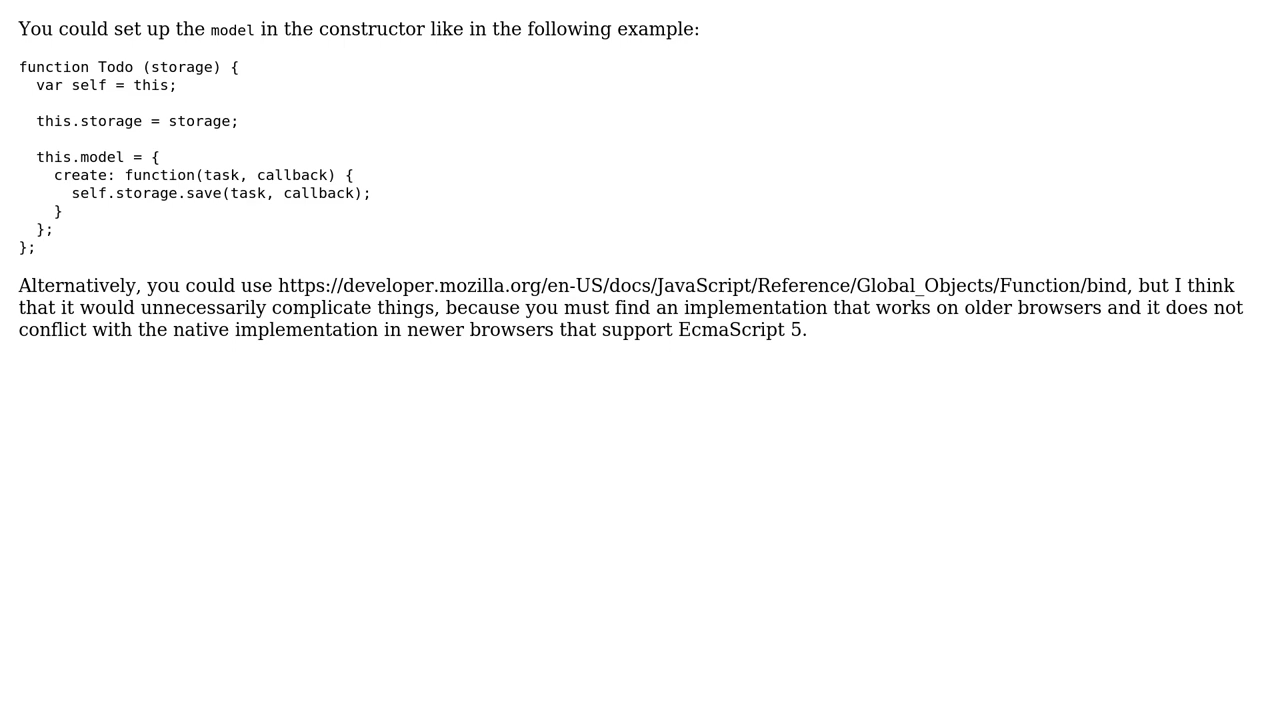 You could set up the model in the constructor like in the following example:
function Todo (storage) {
  var self = this;
  this.storage = storage;
  this.model = {
    create: function(task, callback) {
      self.storage.save(task, callback);
    }
  };
};
Alternatively, you could use https://developer.mozilla.org/en-US/docs/JavaScript/Reference/Global_Objects/Function/bind, but I think
that it would unnecessarily complicate things, because you must find an implementation that works on older browsers and it does not
conflict with the native implementation in newer browsers that support EcmaScript 5.